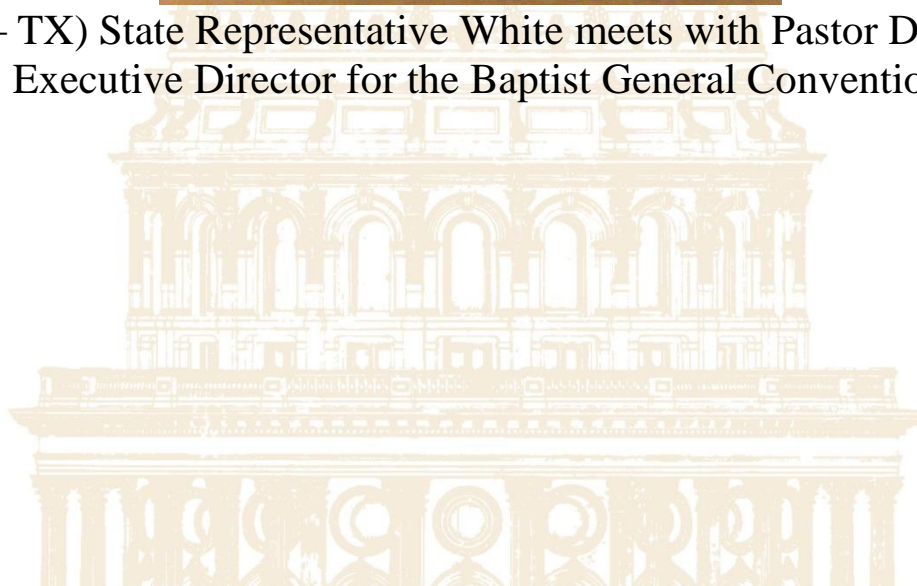 – TX) State Representative White meets with Pastor D
Executive Director for the Baptist General Conventio